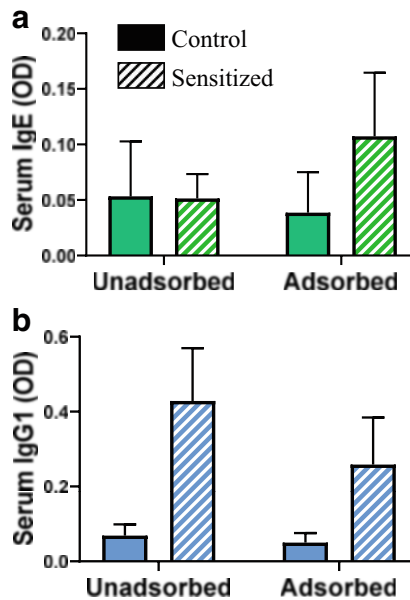 a
0.20
Control
Sensitized
0.15
0.10
0.05
0.00
Serum IgE (OD)
Unadsorbed Adsorbed
b
0.6
0.4
0.2
0.0
Serum IgG1 (OD)
Unadsorbed Adsorbed